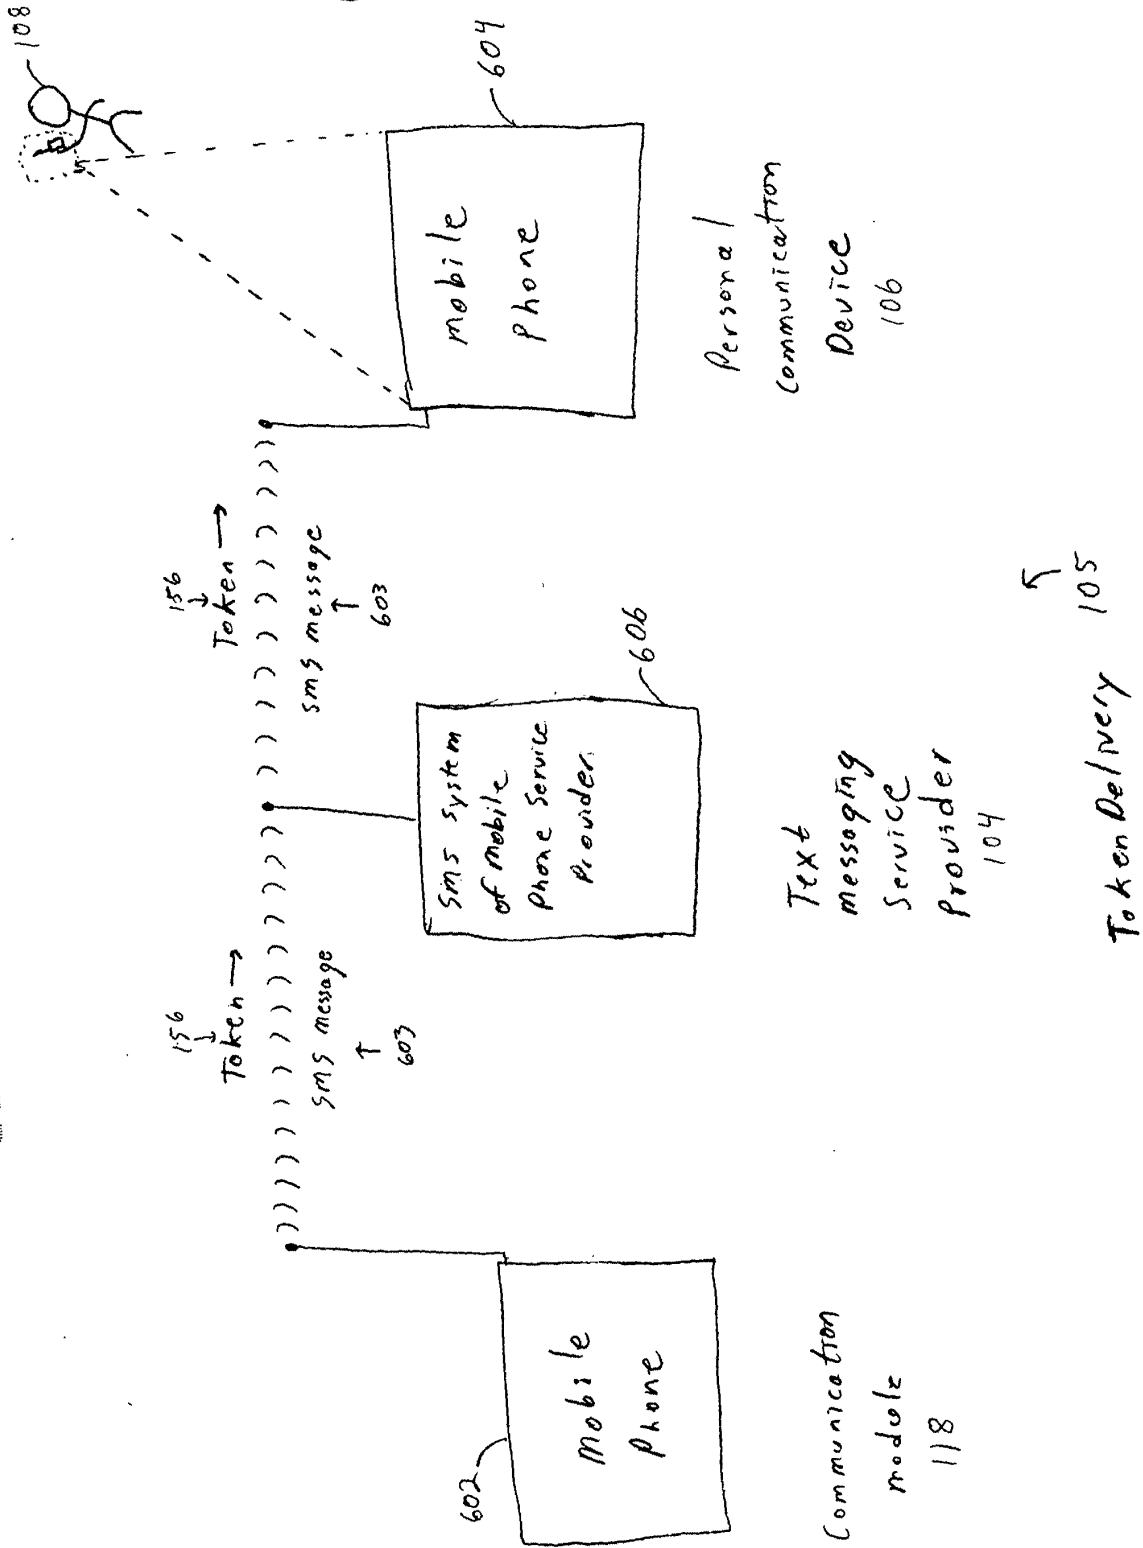 602
Mobile
Phone
Communication
module
118
156
Token →
SMS message
↑
603
SMS System
of Mobile
Phone Service
Provider
606
Text
Messaging
Service
Provider
104
156
Token →
SMS message
↑
603
108
Mobile
Phone
604
Personal
Communication
Device
106
Token Delivery 105